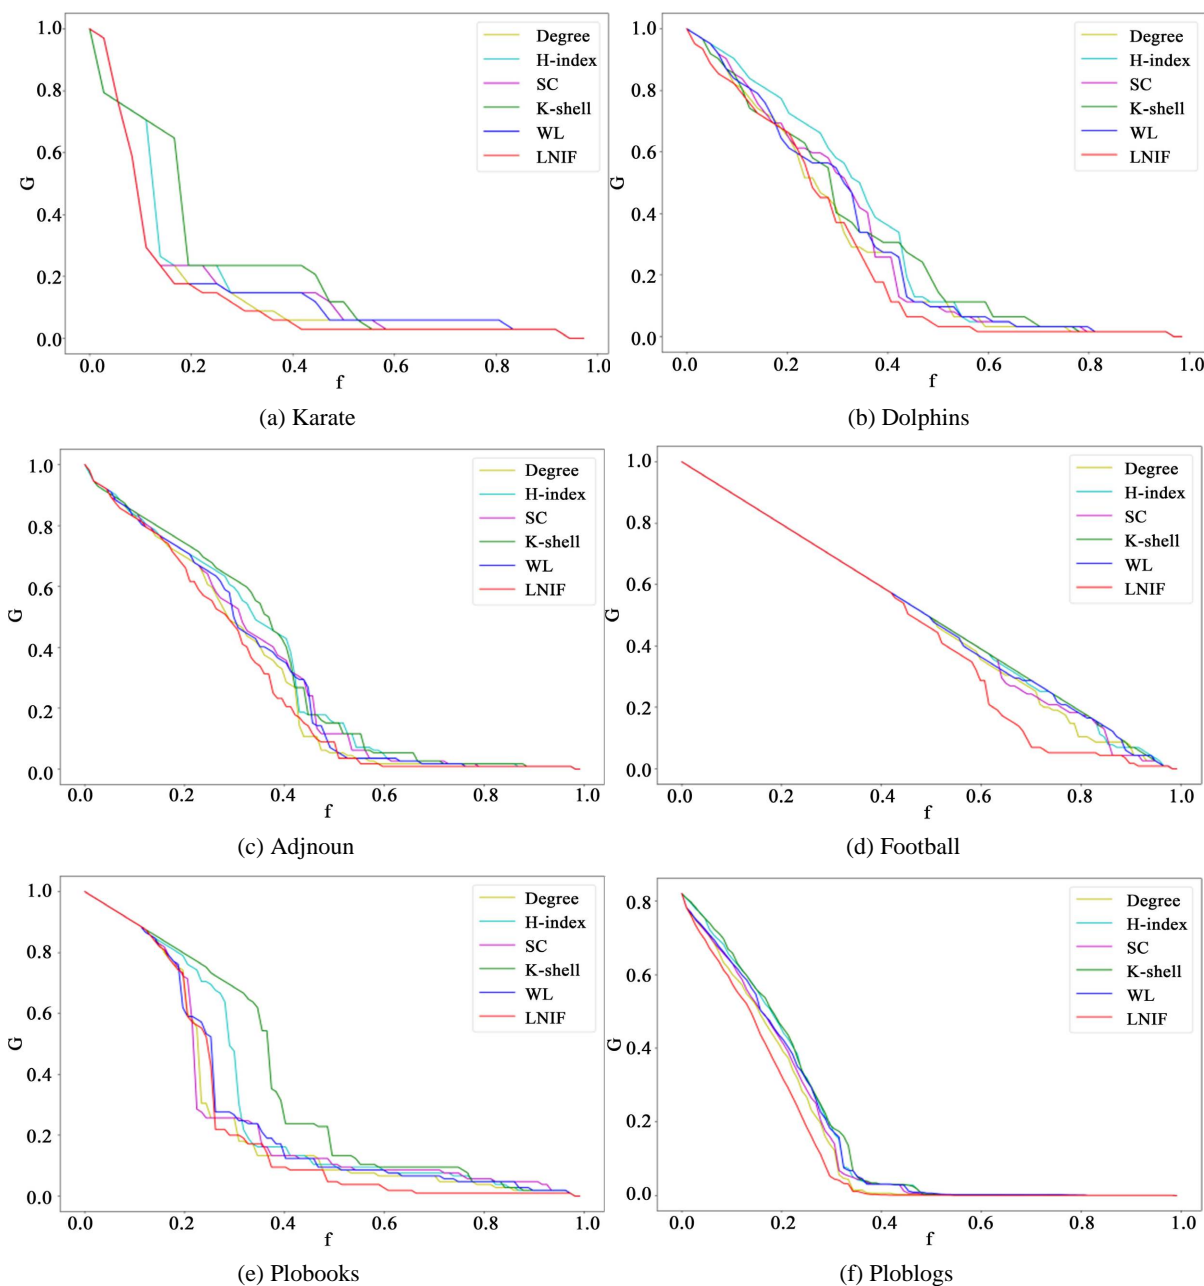 1.0
0.8
0.6
0.4
0.2
0.0
G
0.0 0.2 0.4 0.6 0.8 1.0
f
Degree
H-index
SC
K-shell
WL
LNIF
(a) Karate
1.0
0.8
0.6
0.4
0.2
0.0
G
0.0 0.2 0.4 0.6 0.8 1.0
f
Degree
H-index
SC
K-shell
WL
LNIF
(b) Dolphins
1.0
0.8
0.6
0.4
0.2
0.0
G
0.0 0.2 0.4 0.6 0.8 1.0
f
Degree
H-index
SC
K-shell
WL
LNIF
(c) Adjnoun
1.0
0.8
0.6
0.4
0.2
0.0
G
0.0 0.2 0.4 0.6 0.8 1.0
f
Degree
H-index
SC
K-shell
WL
LNIF
(d) Football
1.0
0.8
0.6
0.4
0.2
0.0
G
0.0 0.2 0.4 0.6 0.8 1.0
f
Degree
H-index
SC
K-shell
WL
LNIF
(e) Plobooks
0.8
0.6
0.4
0.2
0.0
G
0.0 0.2 0.4 0.6 0.8 1.0
f
Degree
H-index
SC
K-shell
WL
LNIF
(f) Ploblogs